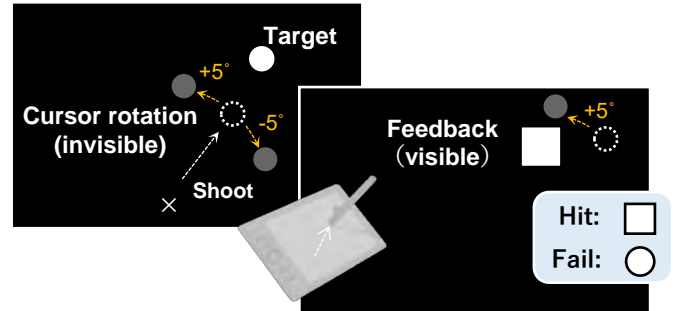 Target
+5°
Cursor rotation
(invisible)
-5°
Shoot
+5°
Feedback
（visible）
Hit:
Fail: